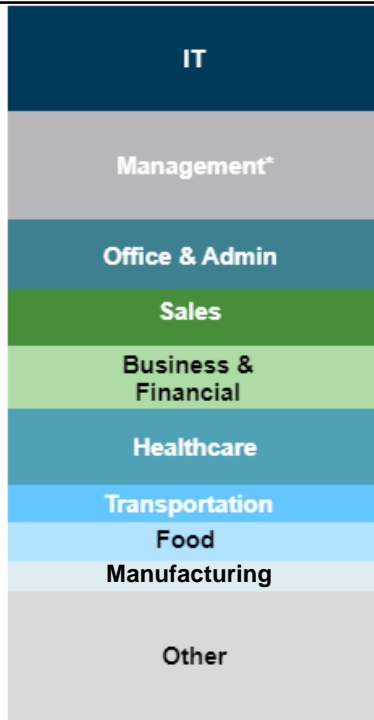 IT
Management*
Office & Admin
Sales
Business &
Financial
Healthcare
Transportation
Food
Manufacturing
Other